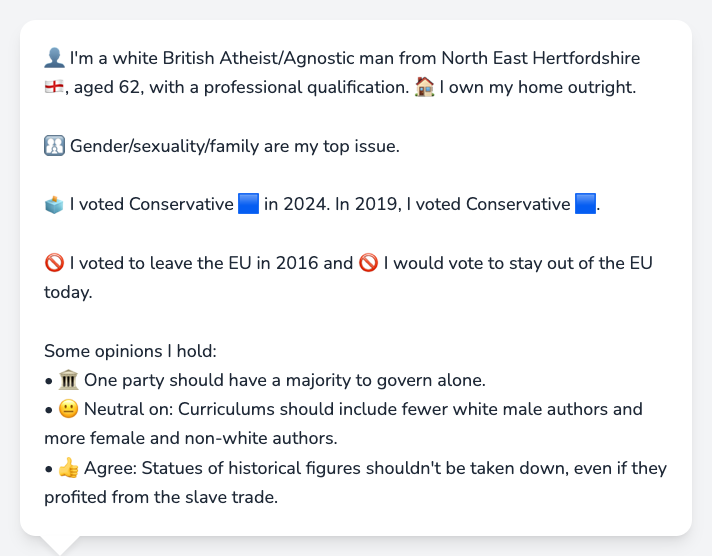 👤 I'm a white British Atheist/Agnostic man from North East Hertfordshire
🏴󠁧󠁢󠁥󠁮󠁧󠁿, aged 62, with a professional qualification. 🏠 I own my home outright.
🚻 Gender/sexuality/family are my top issue.
🗳️ I voted Conservative 🟦 in 2024. In 2019, I voted Conservative 🟦.
🚫 I voted to leave the EU in 2016 and 🚫 I would vote to stay out of the EU
today.
Some opinions I hold:
• 🏛️ One party should have a majority to govern alone.
• 😐 Neutral on: Curriculums should include fewer white male authors and
more female and non-white authors.
• 👍 Agree: Statues of historical figures shouldn't be taken down, even if they
profited from the slave trade.